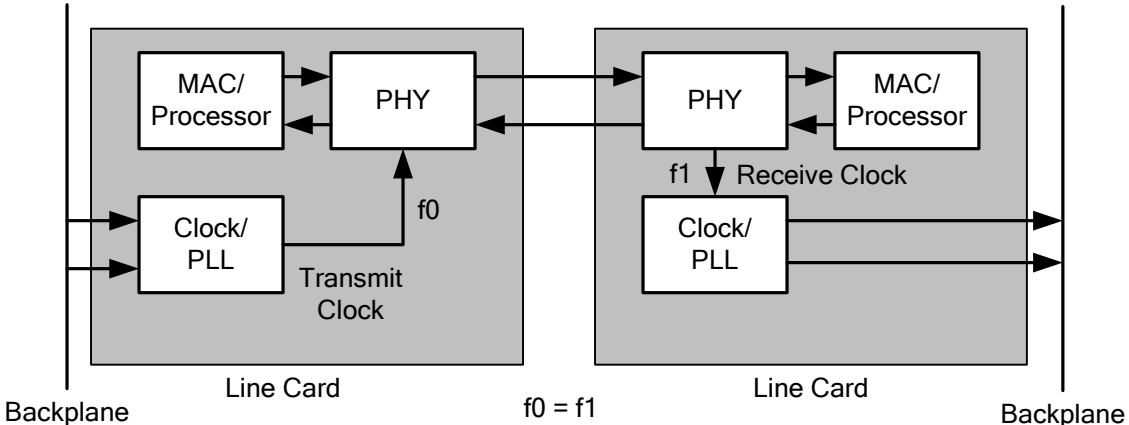 MAC/
Processor
PHY
PHY
MAC/
Processor
f1
Receive Clock
f0
Clock/
PLL
Clock/
PLL
Transmit
Clock
Line Card
Line Card
Backplane
f0 = f1
Backplane